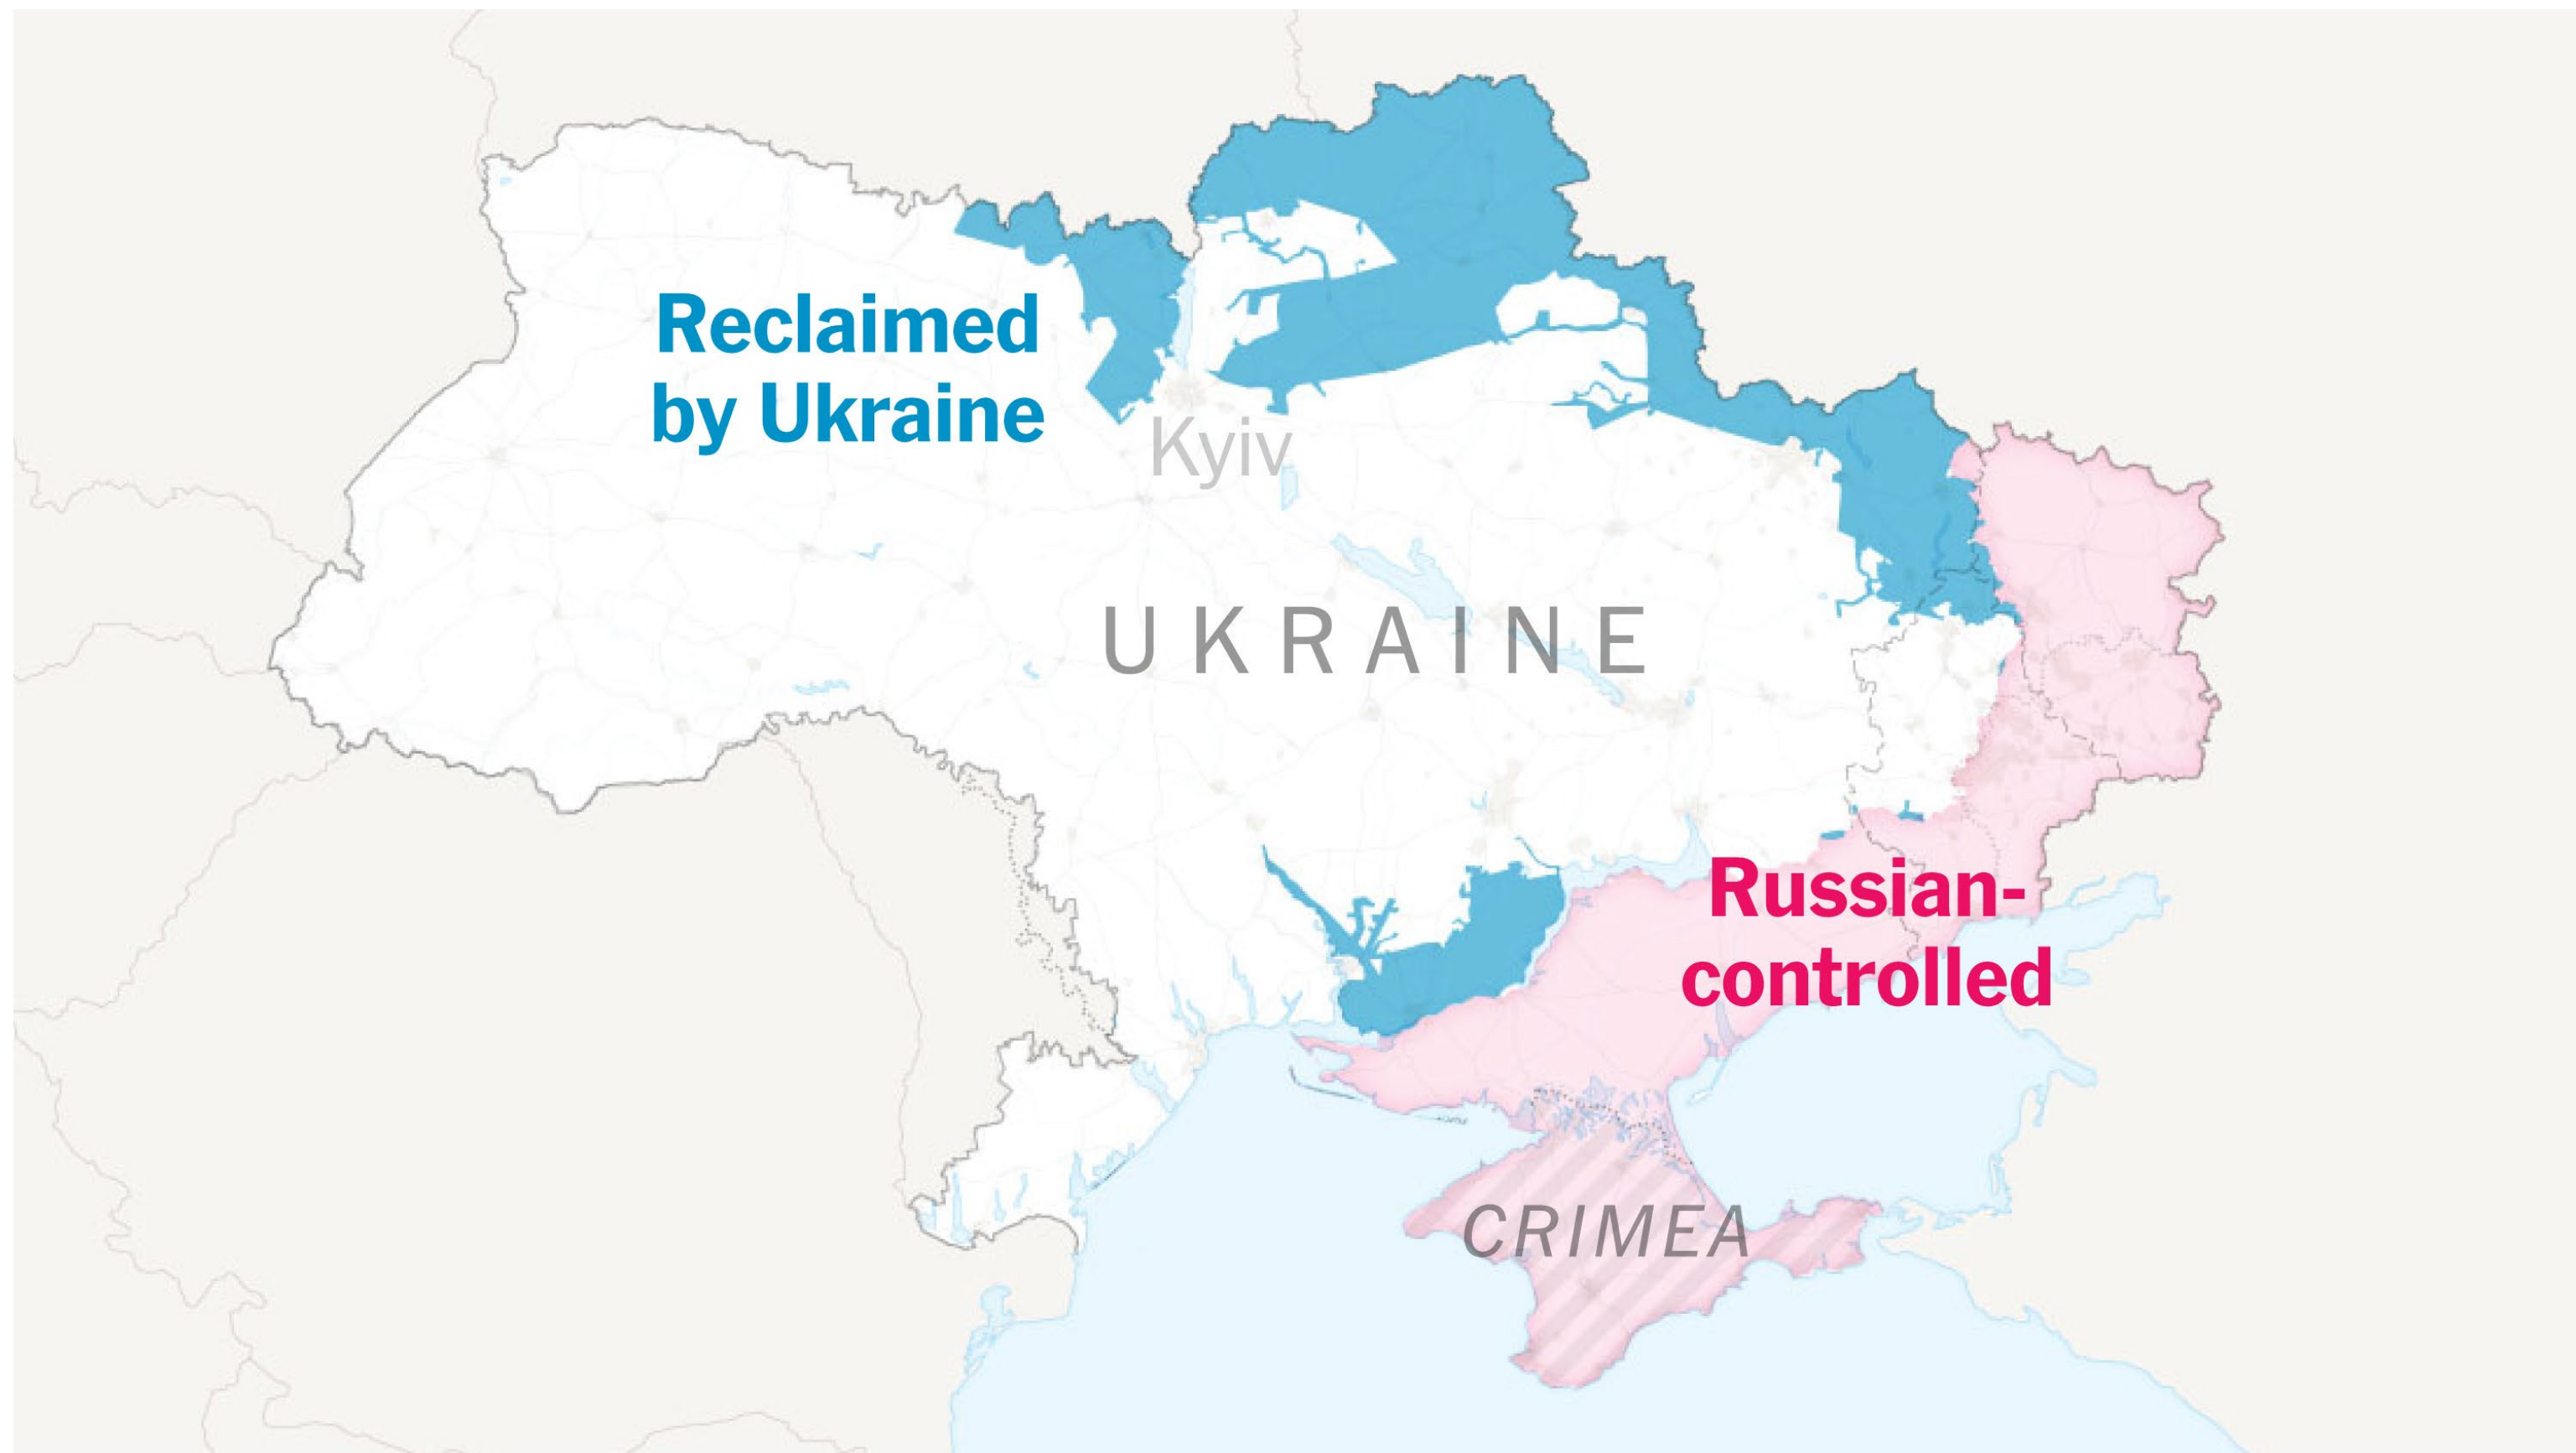 Reclaimed
by Ukraine
Kyiv
UKRAINE
Russian-
controlled
CRIMEA